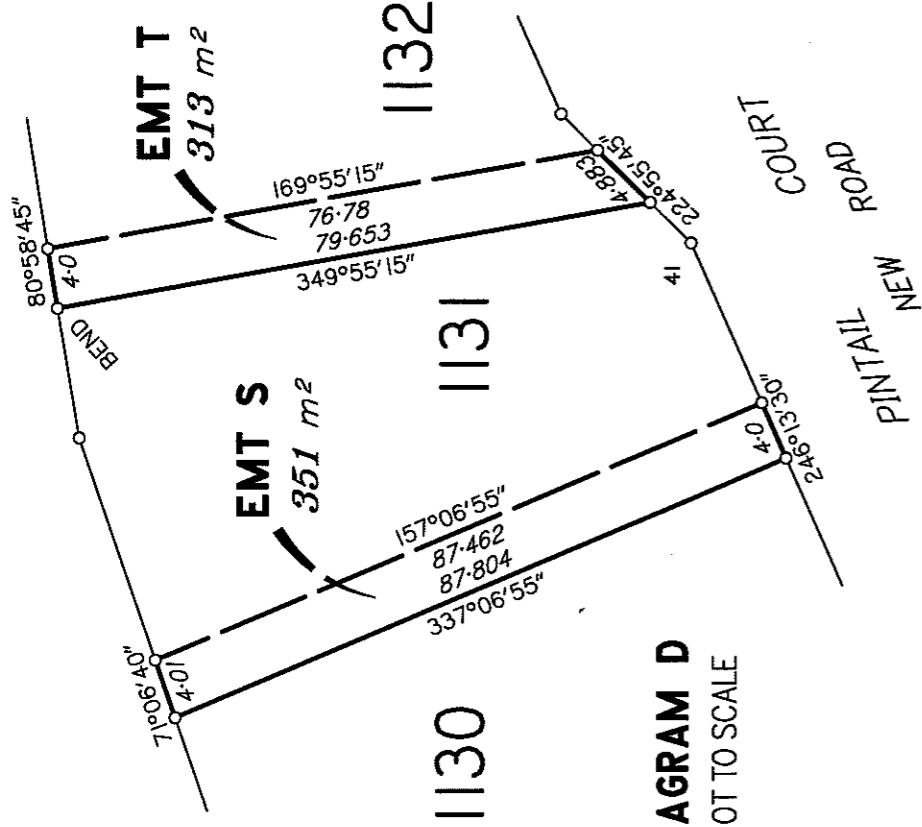 80°58'45"
4·0
BEND
EMT T
313 m²
169°55'15"
76·78
79·653
349°55'15"
1132
4·883
224°55'45"
41
COURT
ROAD
PINTAIL
NEW
1131
EMT S
351 m²
157°06'55"
87·462
87·804
337°06'55"
4·0
246°13'30"
71°06'40"
4·01
1130
AGRAM D
OT TO SCALE